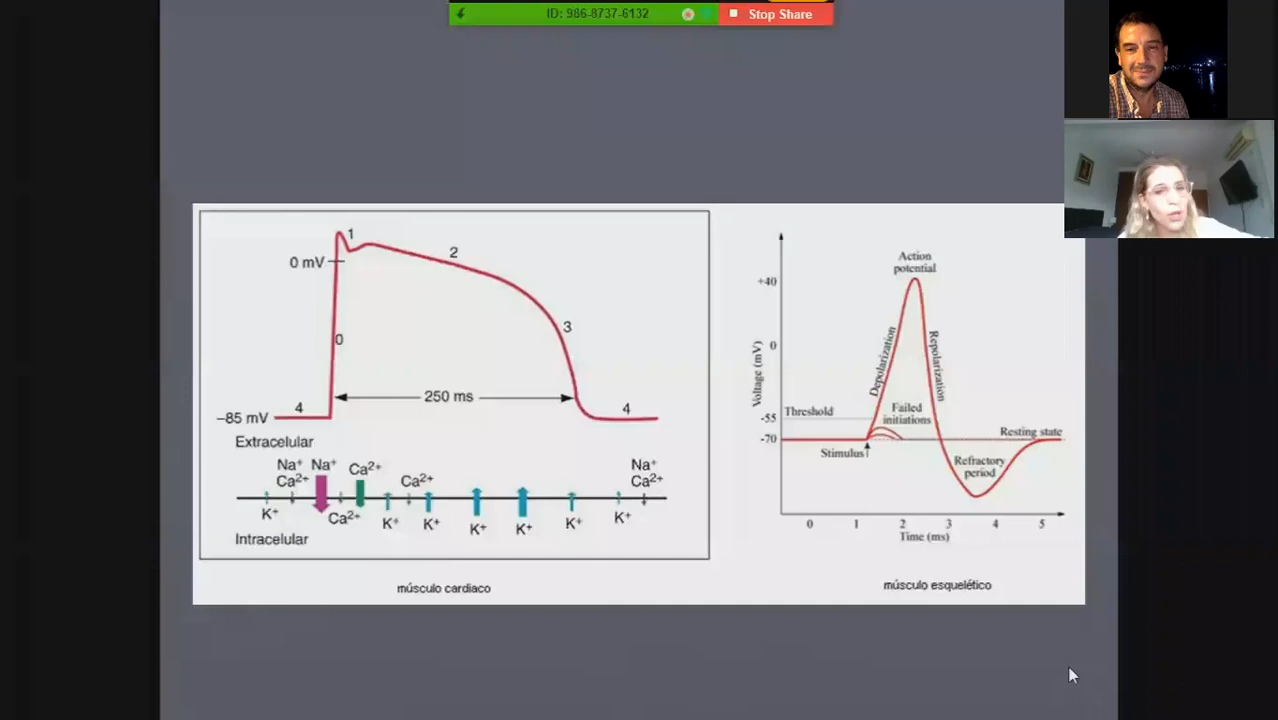 ID: 986-8737-6132
Stop Share
1
0 mV
2
3
0
250 ms
4
4
−85 mV
Extracelular
Na⁺
Ca²⁺
Na⁺
Ca²⁺
Ca²⁺
Na⁺
Ca²⁺
K⁺
Ca²⁺
K⁺
K⁺
K⁺
K⁺
K⁺
K⁺
Intracelular
músculo cardiaco
Action
potential
+40
0
-55
-70
Voltage (mV)
Depolarization
Repolarization
Threshold
Failed
initiations
Stimulus
Resting state
Refractory
period
0
1
2
3
4
5
Time (ms)
músculo esquelético